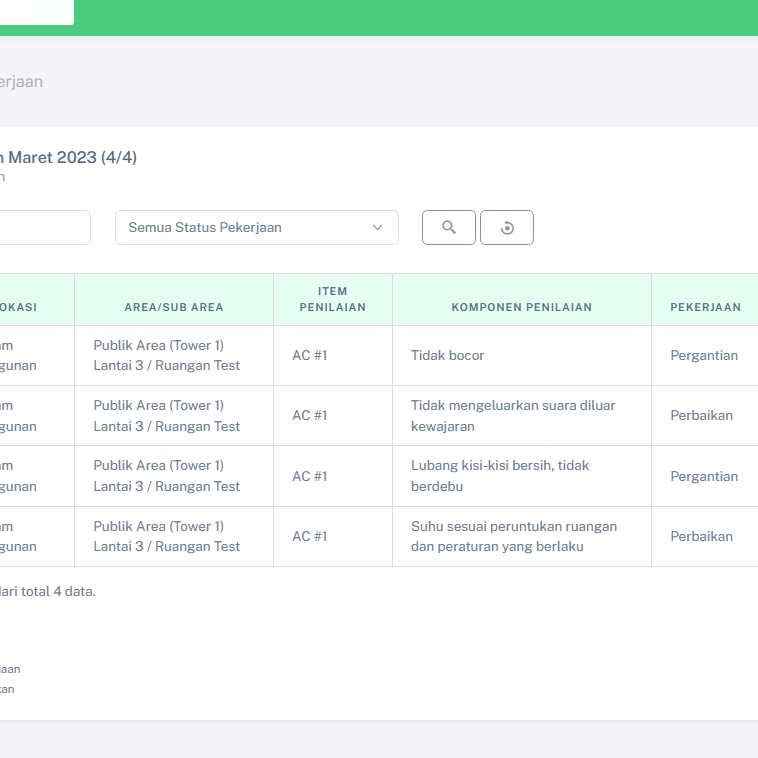 erjaan
n Maret 2023 (4/4)
n
Semua Status Pekerjaan
OKASI
AREA/SUB AREA
ITEM
PENILAIAN
KOMPONEN PENILAIAN
PEKERJAAN
am
gunan
Publik Area (Tower 1)
Lantai 3 / Ruangan Test
AC #1
Tidak bocor
Pergantian
am
gunan
Publik Area (Tower 1)
Lantai 3 / Ruangan Test
AC #1
Tidak mengeluarkan suara diluar
kewajaran
Perbaikan
am
gunan
Publik Area (Tower 1)
Lantai 3 / Ruangan Test
AC #1
Lubang kisi-kisi bersih, tidak
berdebu
Pergantian
am
gunan
Publik Area (Tower 1)
Lantai 3 / Ruangan Test
AC #1
Suhu sesuai peruntukan ruangan
dan peraturan yang berlaku
Perbaikan
dari total 4 data.
jaan
kan